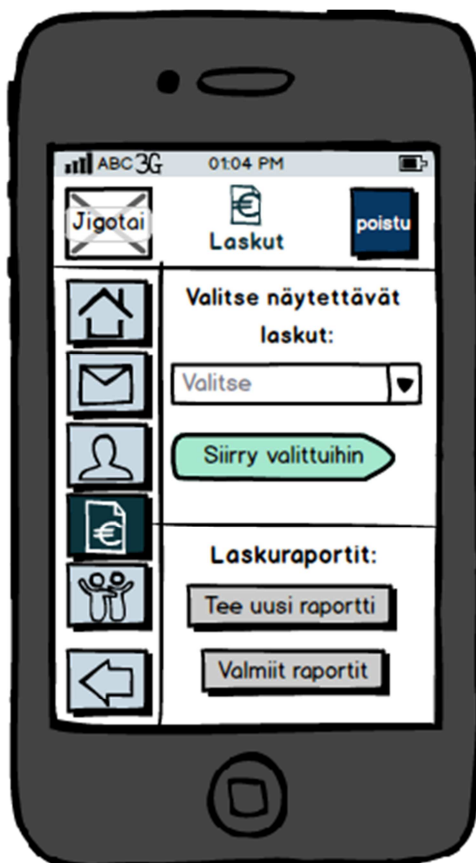 ABC 3G 01:04 PM
Jigotai
Laskut
poistu
Valitse näytettävät
laskut:
Valitse
Siirry valittuihin
Laskuraportit:
Tee uusi raportti
Valmiit raportit